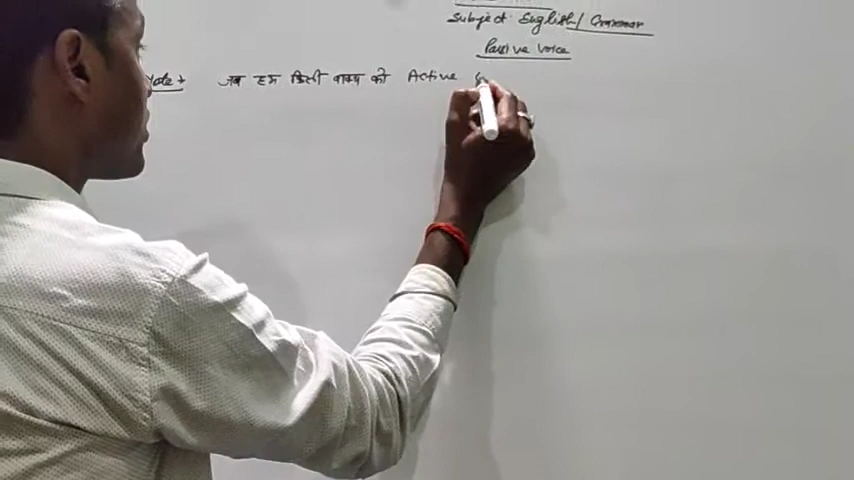 Subject: English/Grammar
Passive Voice
Note → जब हम किसी वाक्य को Active